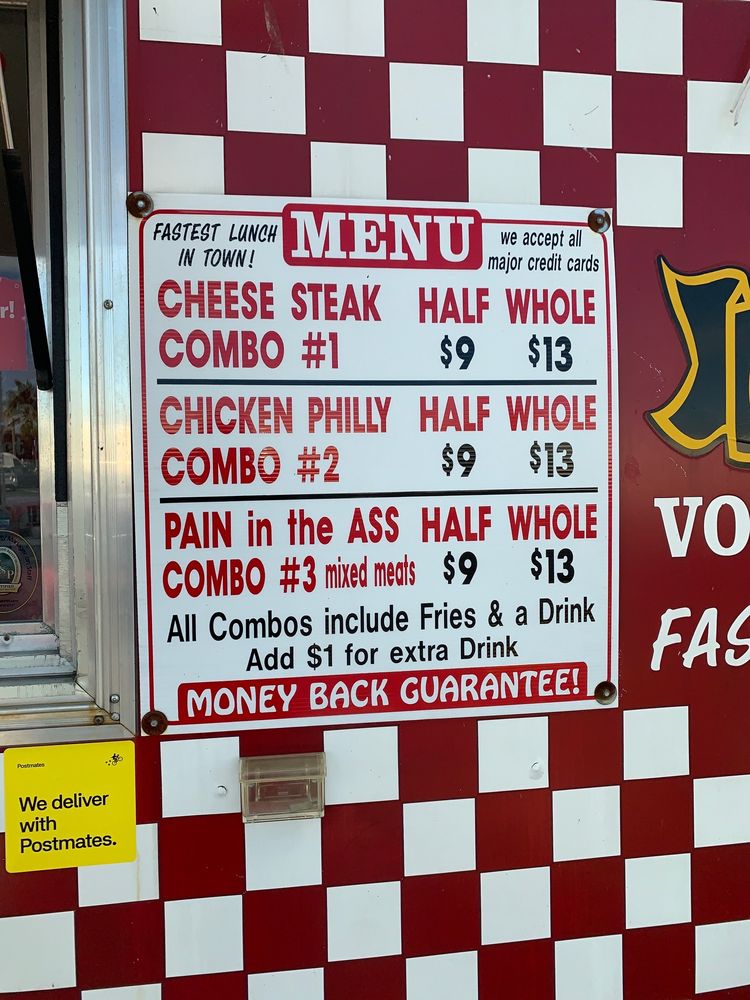 FASTEST LUNCH
IN TOWN!
MENU
we accept all
major credit cards
CHEESE STEAK HALF WHOLE
COMBO #1 $9 $13
CHICKEN PHILLY HALF WHOLE
COMBO #2 $9 $13
PAIN in the ASS HALF WHOLE
COMBO #3 mixed meats $9 $13
All Combos include Fries & a Drink
Add $1 for extra Drink
MONEY BACK GUARANTEE!
r!
VO
FAS
Postmates
We deliver
with
Postmates.